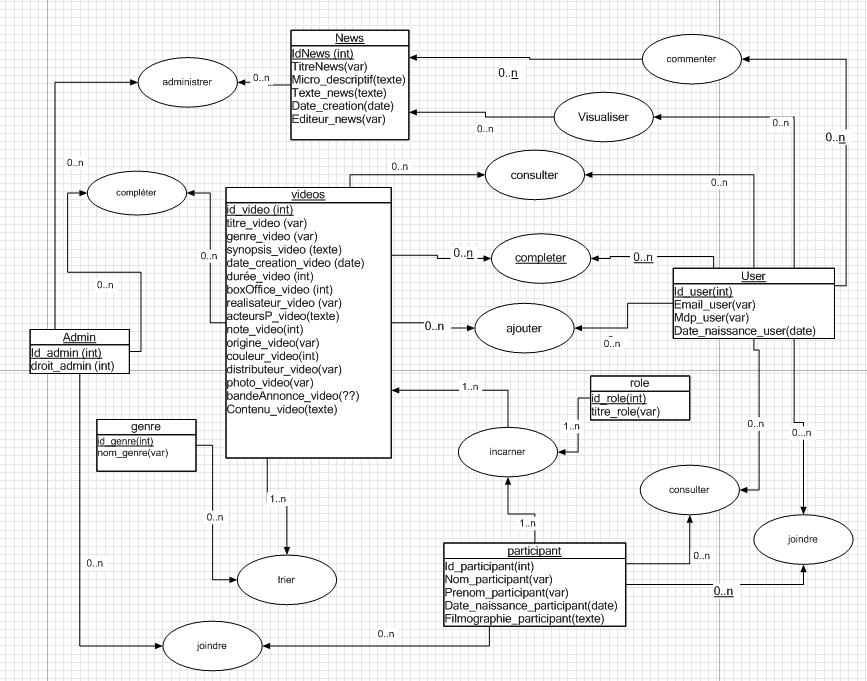 News
IdNews (int)
TitreNews(var)
Micro_descriptif(texte)
Texte_news(texte)
Date_creation(date)
Editeur_news(var)
administrer
0..n
commenter
0..n
Visualiser
0..n
0..n
0..n
0..n
compléter
0..n
consulter
0..n
0..n
videos
id_video (int)
titre_video (var)
genre_video (var)
synopsis_video (texte)
date_creation_video (date)
durée_video (int)
boxOffice_video (int)
realisateur_video (var)
acteursP_video(texte)
note_video(int)
origine_video(var)
couleur_video(int)
distributeur_video(var)
photo_video(var)
bandeAnnonce_video(??)
Contenu_video(texte)
0..n
0..n
0..n
completer
0..n
User
Id_user(int)
Email_user(var)
Mdp_user(var)
Date_naissance_user(date)
0..n
ajouter
0..n
Admin
Id_admin (int)
droit_admin (int)
1..n
role
id_role(int)
titre_role(var)
1..n
genre
id_genre(int)
nom_genre(var)
incarner
0..n
0...n
consulter
1..n
0..n
1..n
joindre
participant
Id_participant(int)
Nom_participant(var)
Prenom_participant(var)
Date_naissance_participant(date)
Filmographie_participant(texte)
0..n
0..n
0..n
trier
joindre
0..n